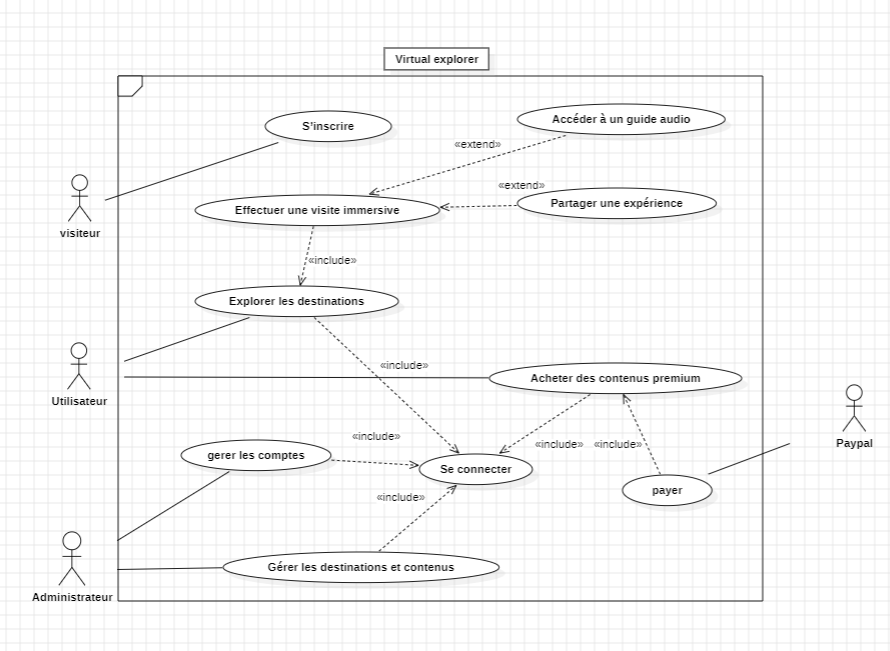 Virtual explorer
S'inscrire
Accéder à un guide audio
«extend»
«extend»
Effectuer une visite immersive
Partager une expérience
visiteur
«include»
Explorer les destinations
«include»
Acheter des contenus premium
Utilisateur
«include»
«include»
«include»
Paypal
gerer les comptes
Se connecter
payer
«include»
Gérer les destinations et contenus
Administrateur